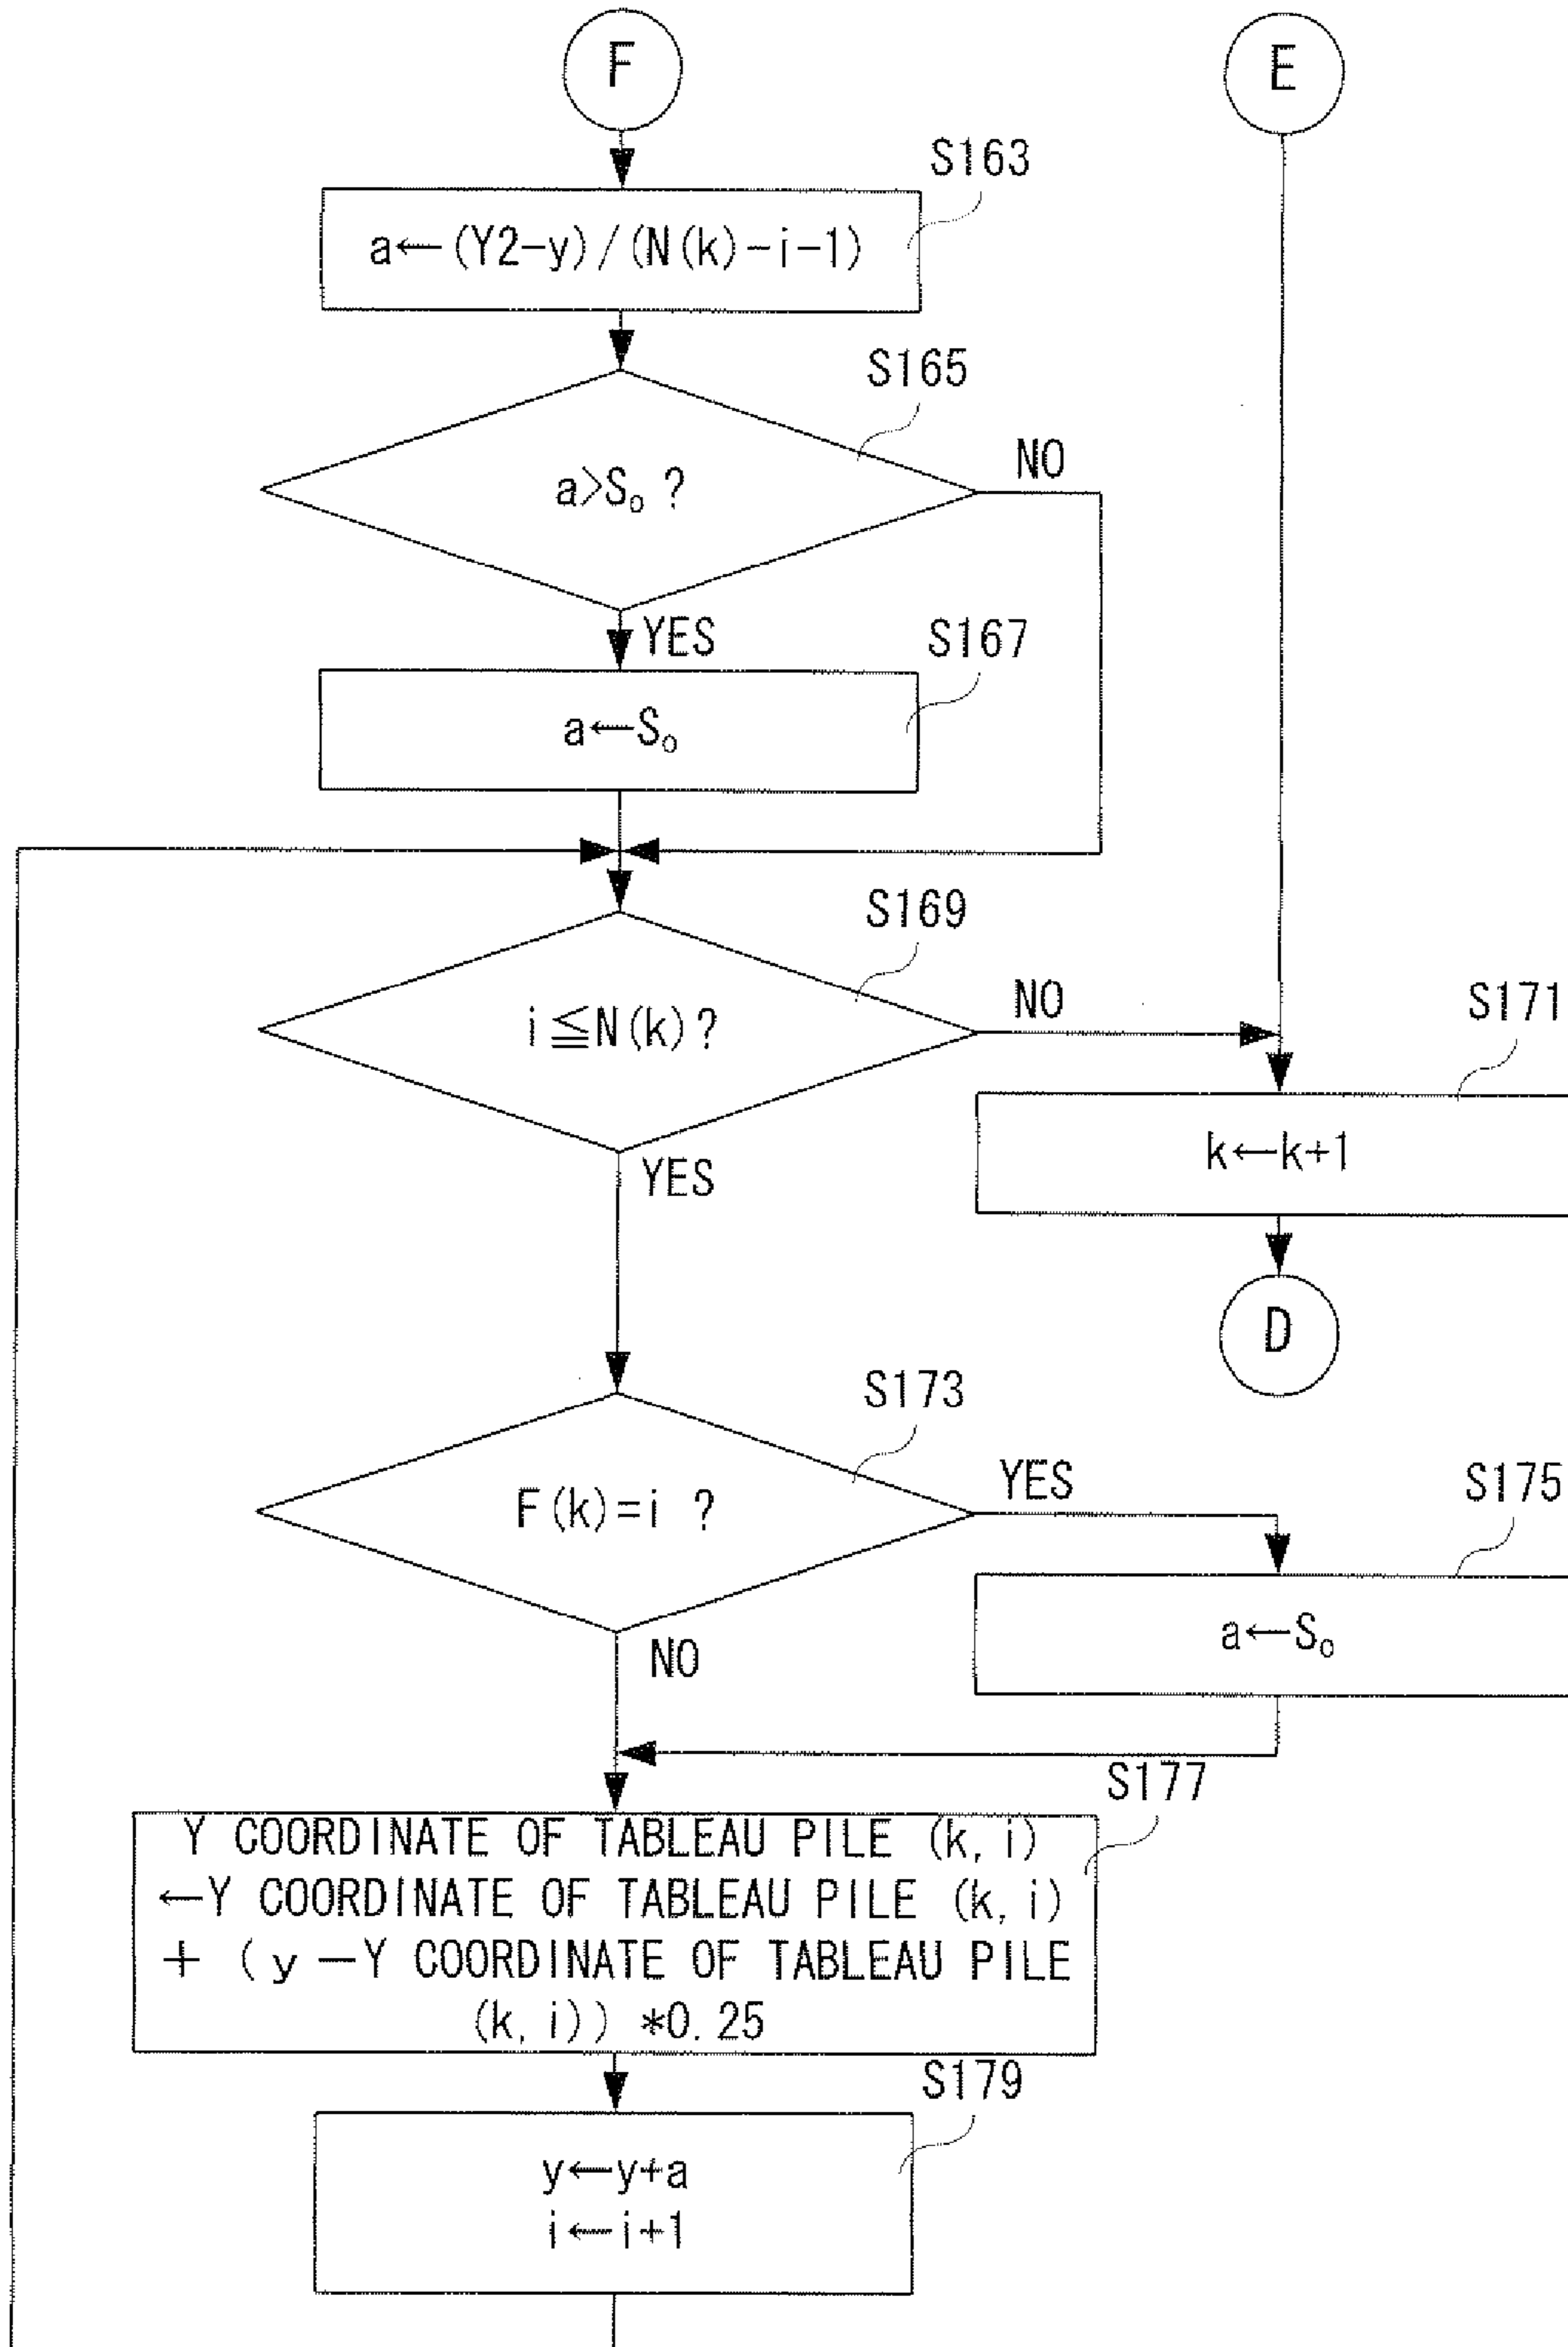 F
E
S163
a←(Y2-y)/(N(k)-i-1)
S165
a>S₀ ?
NO
YES
S167
a←S₀
S169
i≦N(k)?
NO
YES
S171
k←k+1
D
S173
F(k)=i ?
YES
NO
S175
a←S₀
S177
Y COORDINATE OF TABLEAU PILE (k, i)
←Y COORDINATE OF TABLEAU PILE (k, i)
+ (y-Y COORDINATE OF TABLEAU PILE
(k, i)) *0.25
S179
y←y+a
i←i+1